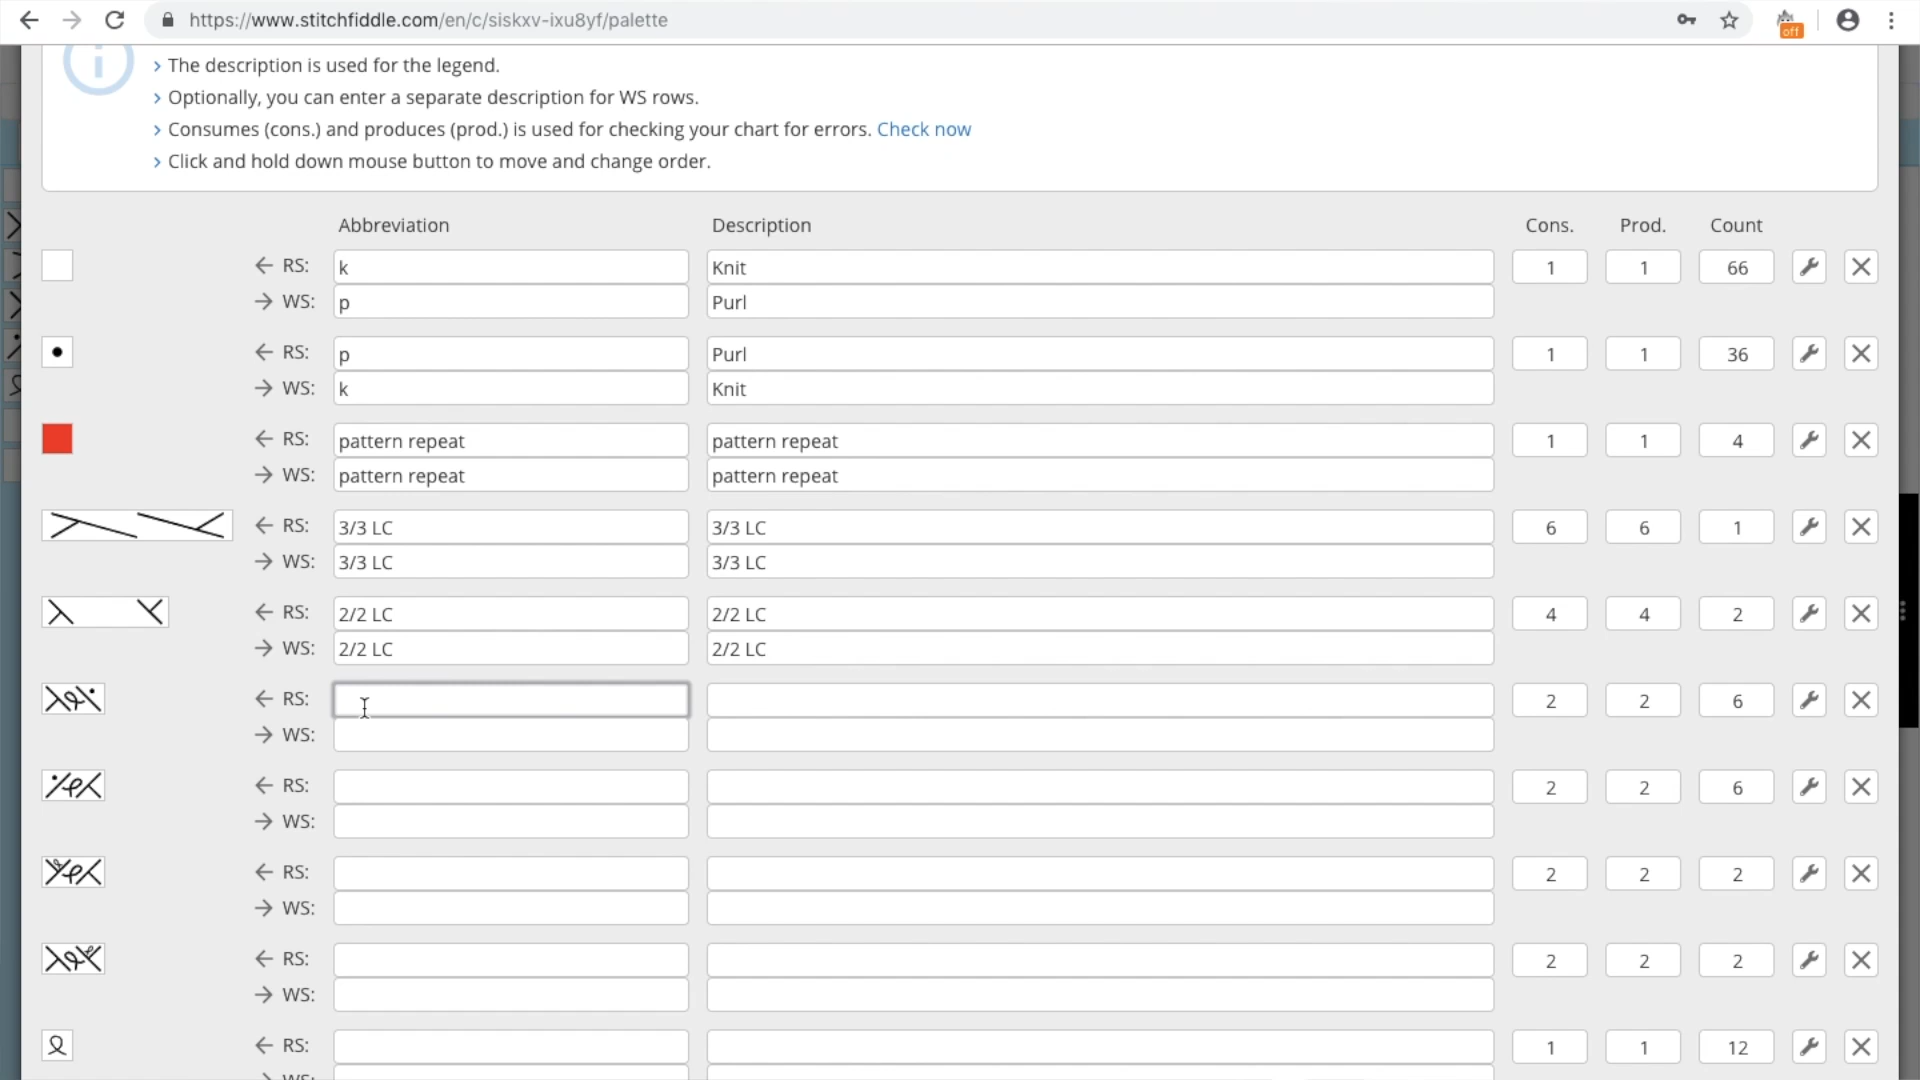 https://www.stitchfiddle.com/en/c/siskxv-ixu8yf/palette
off
The description is used for the legend.
Optionally, you can enter a separate description for WS rows.
Consumes (cons.) and produces (prod.) is used for checking your chart for errors. Check now
Click and hold down mouse button to move and change order.
Abbreviation Description Cons. Prod. Count
RS: k Knit 1 1 66
WS: p Purl
RS: p Purl 1 1 36
WS: k Knit
RS: pattern repeat pattern repeat 1 1 4
WS: pattern repeat pattern repeat
RS: 3/3 LC 3/3 LC 6 6 1
WS: 3/3 LC 3/3 LC
RS: 2/2 LC 2/2 LC 4 4 2
WS: 2/2 LC 2/2 LC
RS: 2 2 6
WS:
RS: 2 2 6
WS:
RS: 2 2 2
WS:
RS: 2 2 2
WS:
RS: 1 1 12
WS: